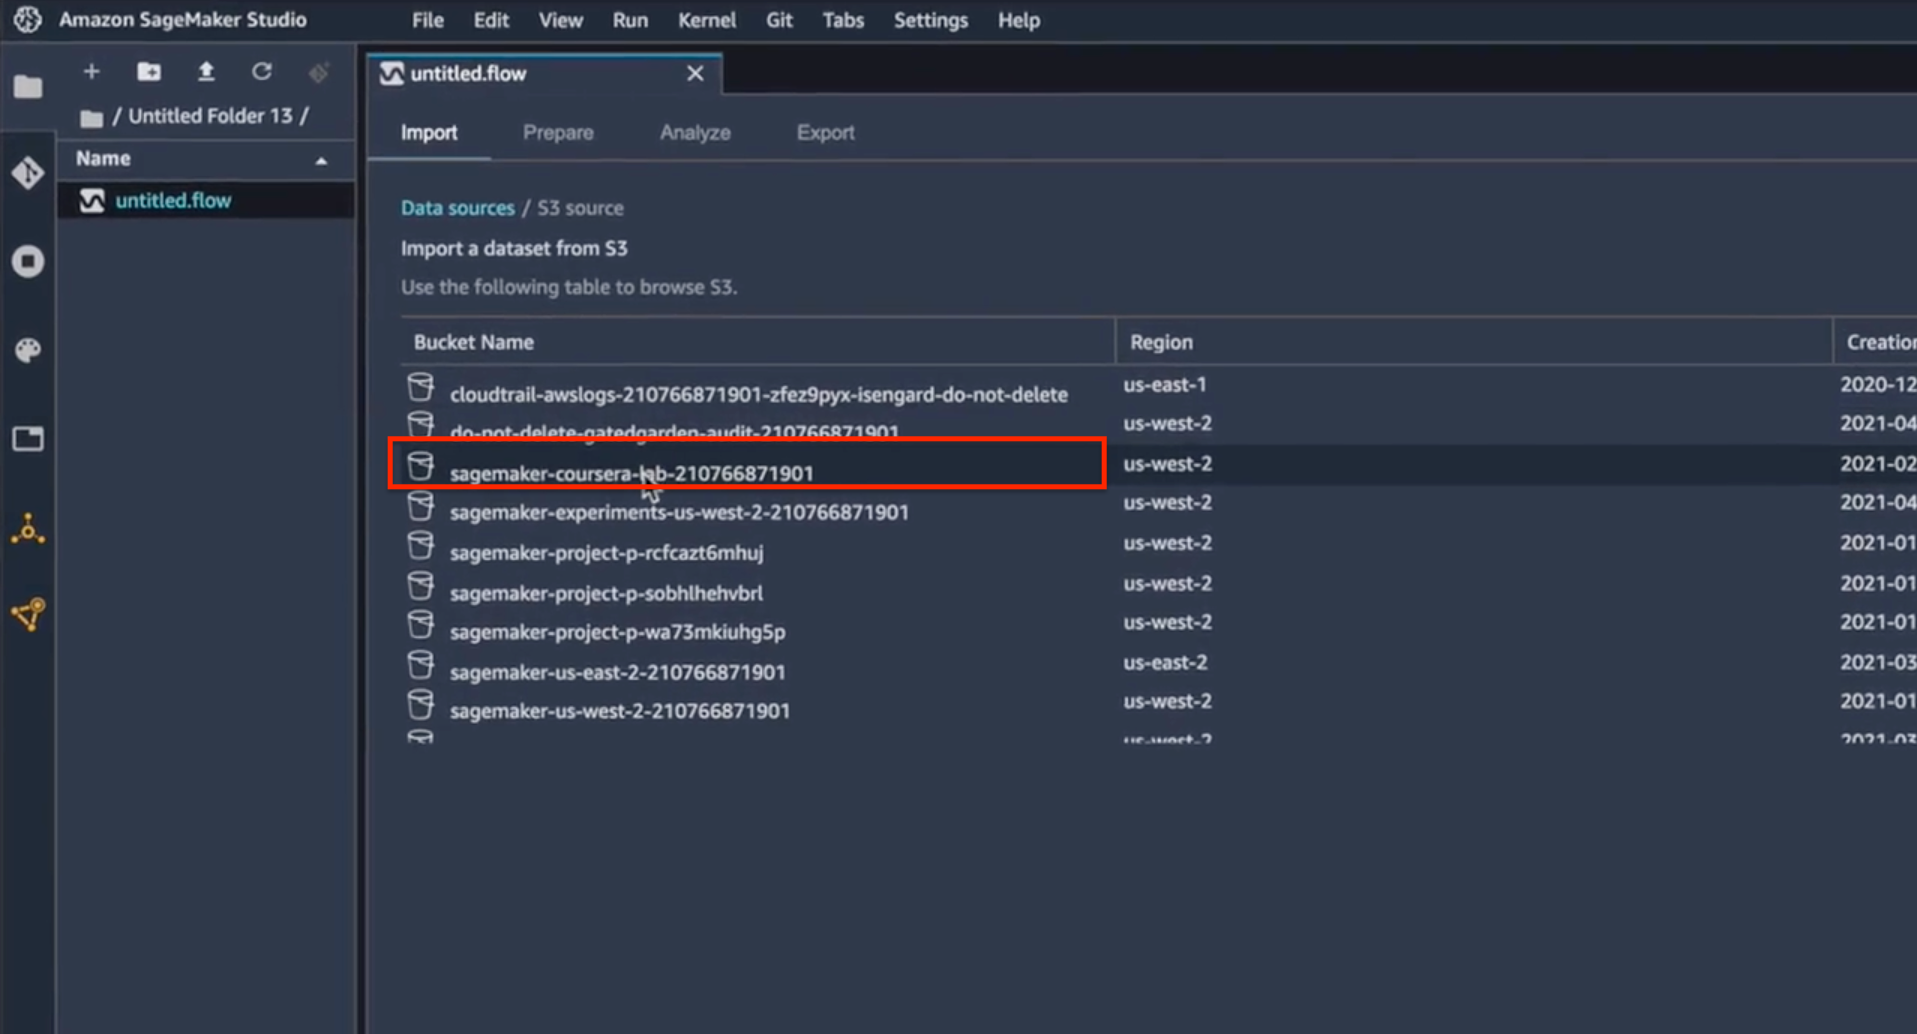 Amazon SageMaker Studio File Edit View Run Kernel Git Tabs Settings Help
untitled.flow
/ Untitled Folder 13 /
Import Prepare Analyze Export
Name
untitled.flow
Data sources / S3 source
Import a dataset from S3
Use the following table to browse S3.
Bucket Name Region Creation
cloudtrail-awslogs-210766871901-zfez9pyx-isengard-do-not-delete us-east-1 2020-12
do-not-delete-gatedgarden-audit-210766871901 us-west-2 2021-04
sagemaker-coursera-lab-210766871901 us-west-2 2021-02
sagemaker-experiments-us-west-2-210766871901 us-west-2 2021-04
sagemaker-project-p-rcfcazt6mhuj us-west-2 2021-01
sagemaker-project-p-sobhlhehvbrl us-west-2 2021-01
sagemaker-project-p-wa73mkiuhg5p us-west-2 2021-01
sagemaker-us-east-2-210766871901 us-east-2 2021-03
sagemaker-us-west-2-210766871901 us-west-2 2021-01
us-west-2 2021-03